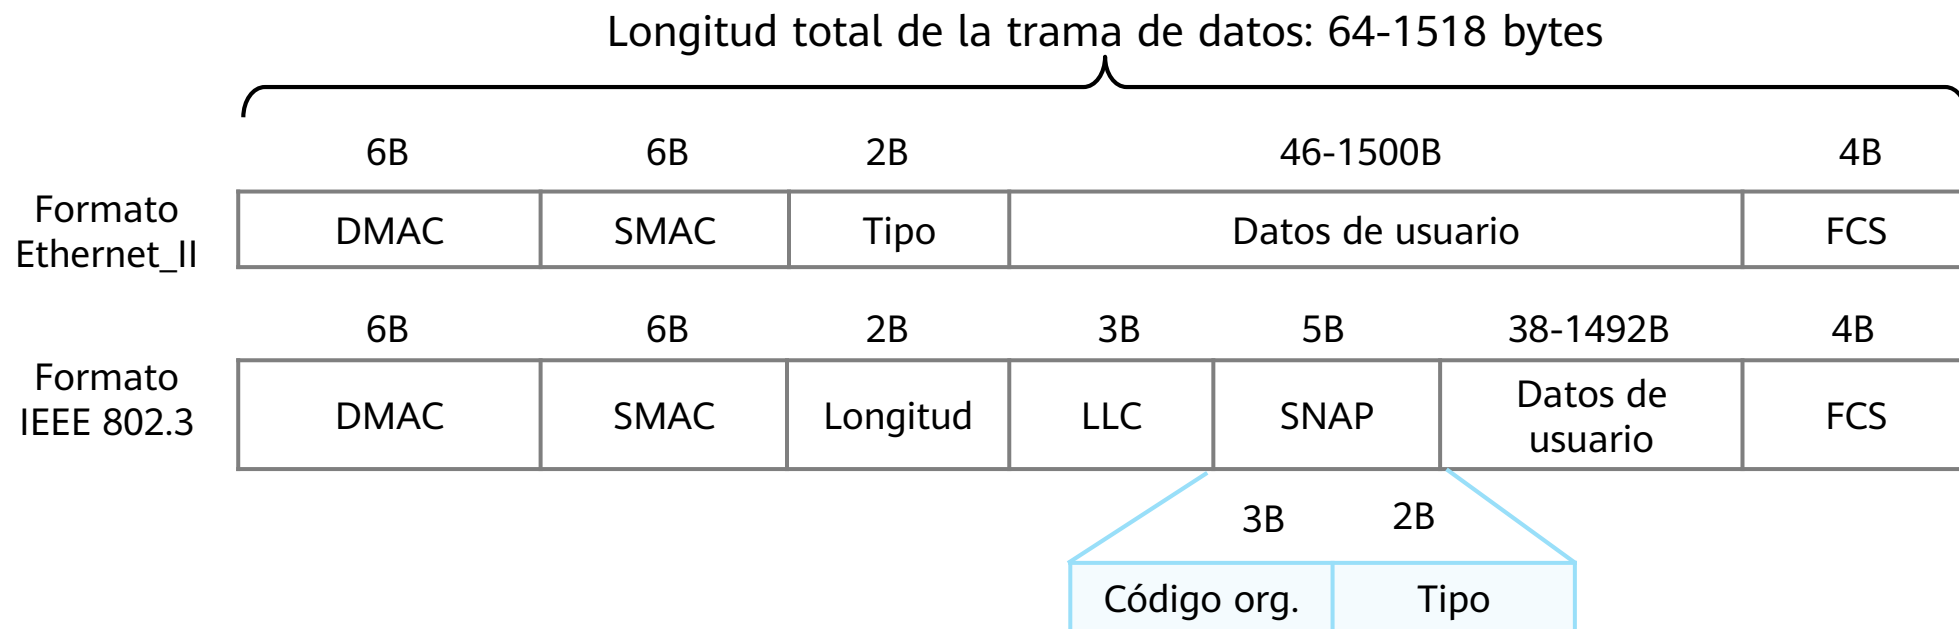 Longitud total de la trama de datos: 64-1518 bytes
6B 6B 2B 46-1500B 4B
Formato
Ethernet_II
DMAC SMAC Tipo Datos de usuario FCS
6B 6B 2B 3B 5B 38-1492B 4B
Formato
IEEE 802.3
DMAC SMAC Longitud LLC SNAP Datos de
usuario FCS
3B 2B
Código org. Tipo